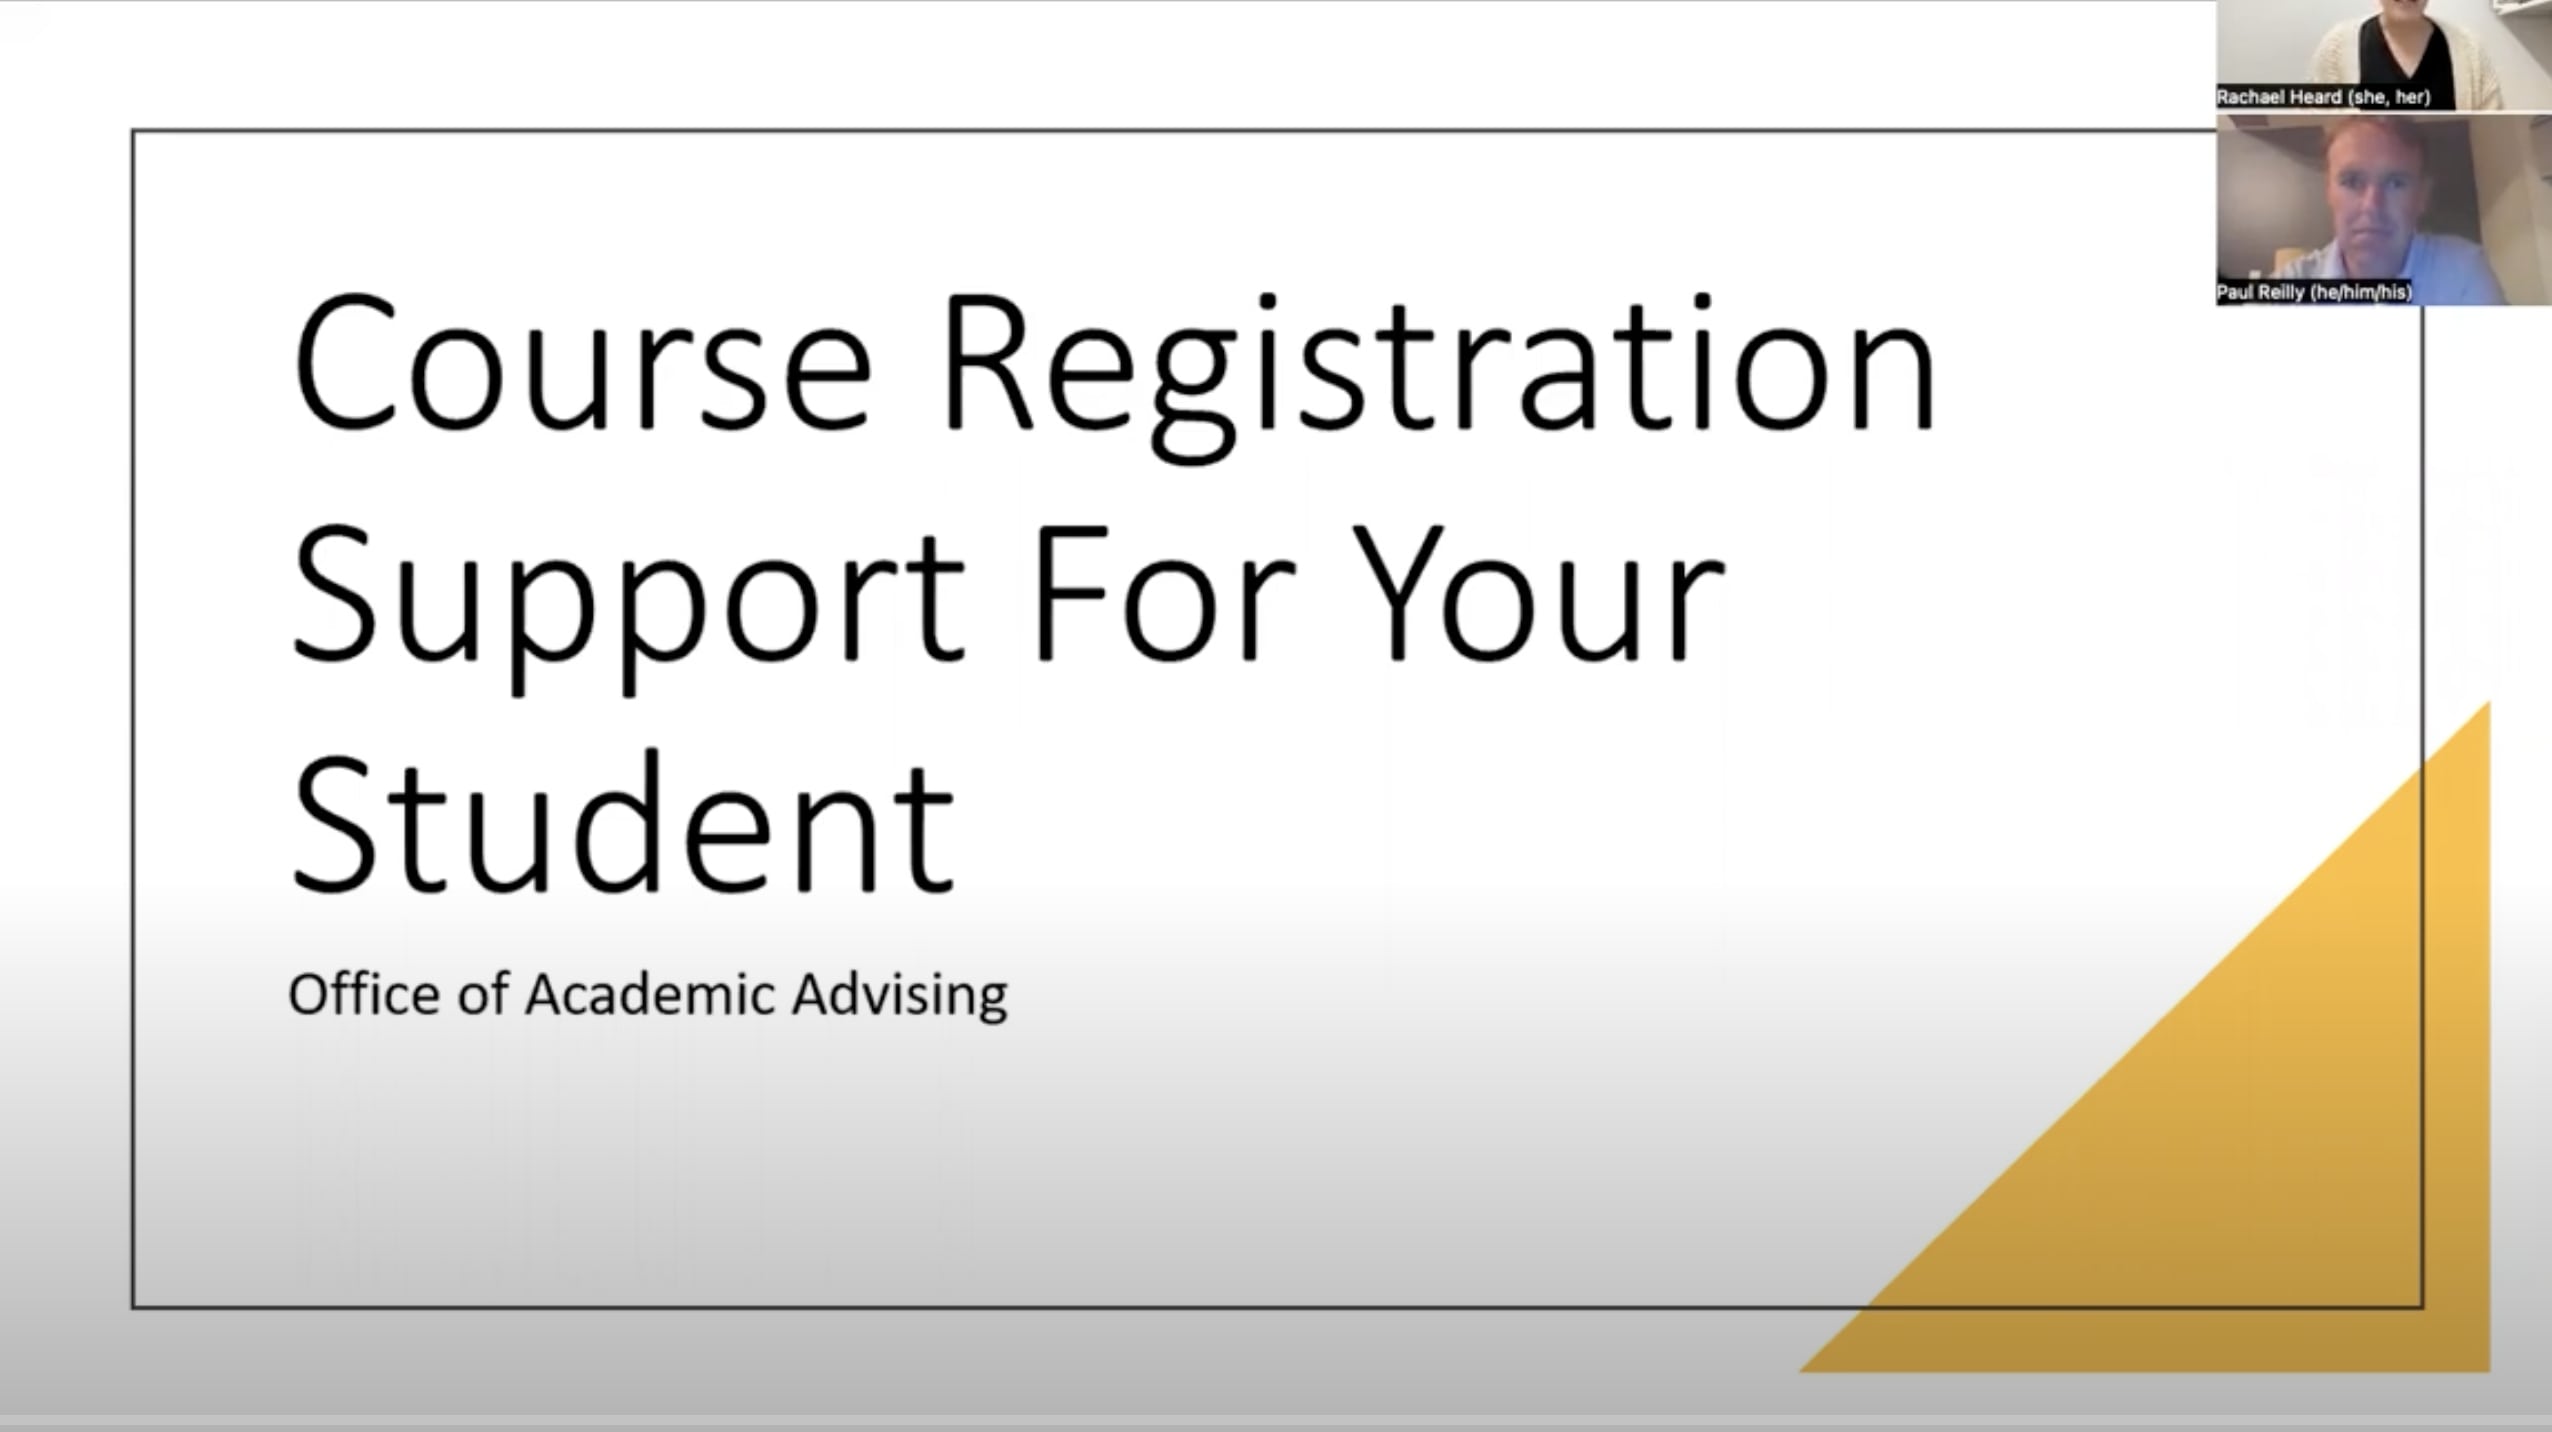 Rachael Heard (she, her)
Paul Reilly (he/him/his)
Course Registration
Support For Your
Student
Office of Academic Advising